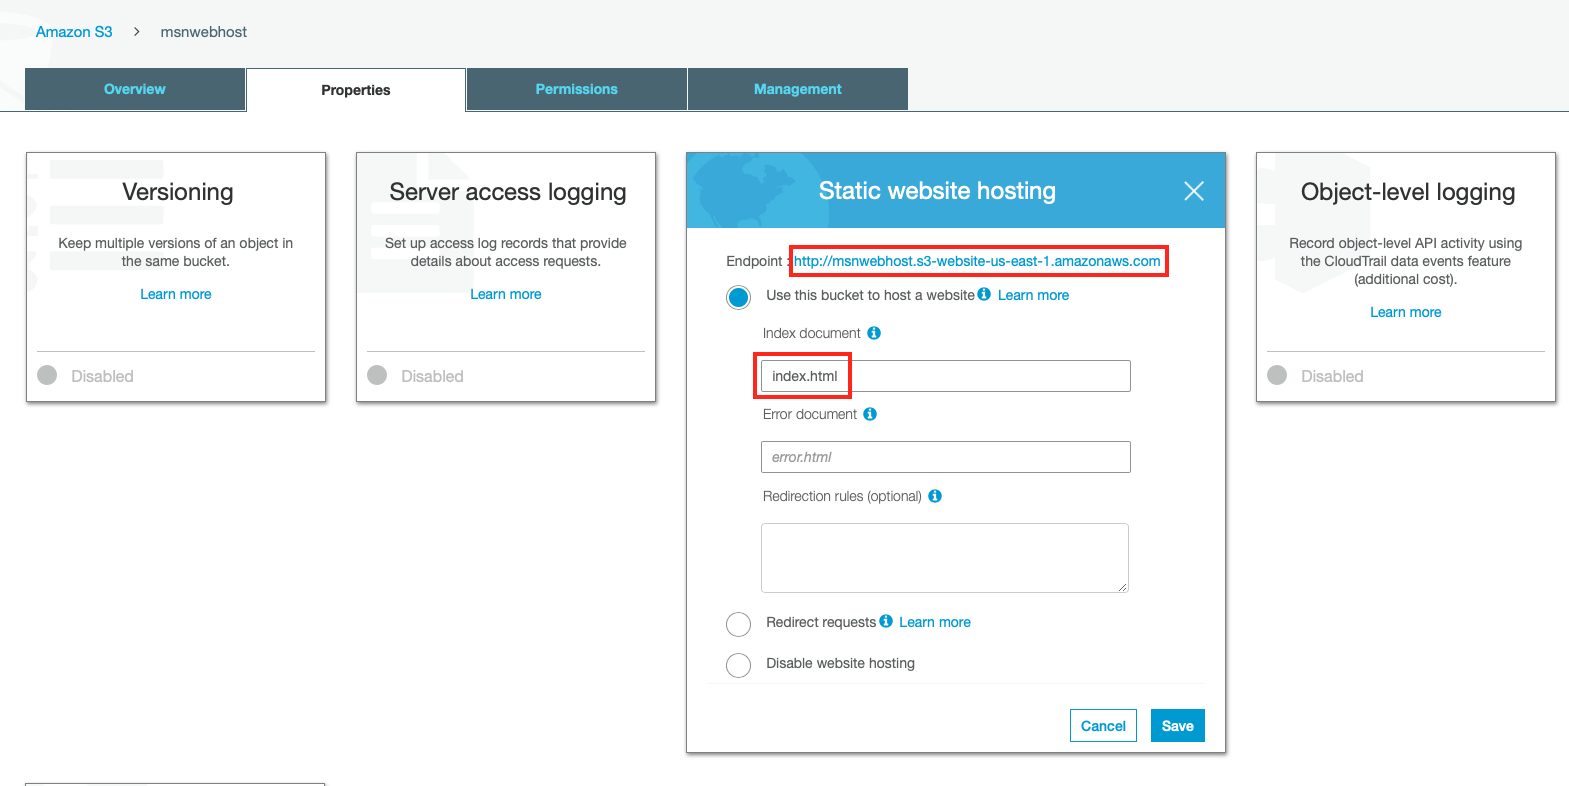 Amazon S3 > msnwebhost
Overview
Properties
Permissions
Management
Versioning
Keep multiple versions of an object in
the same bucket.
Learn more
Disabled
Server access logging
Set up access log records that provide
details about access requests.
Learn more
Disabled
Static website hosting
Endpoint : http://msnwebhost.s3-website-us-east-1.amazonaws.com
Use this bucket to host a website Learn more
Index document
index.html
Error document
error.html
Redirection rules (optional)
Redirect requests Learn more
Disable website hosting
Cancel
Save
Object-level logging
Record object-level API activity using
the CloudTrail data events feature
(additional cost).
Learn more
Disabled